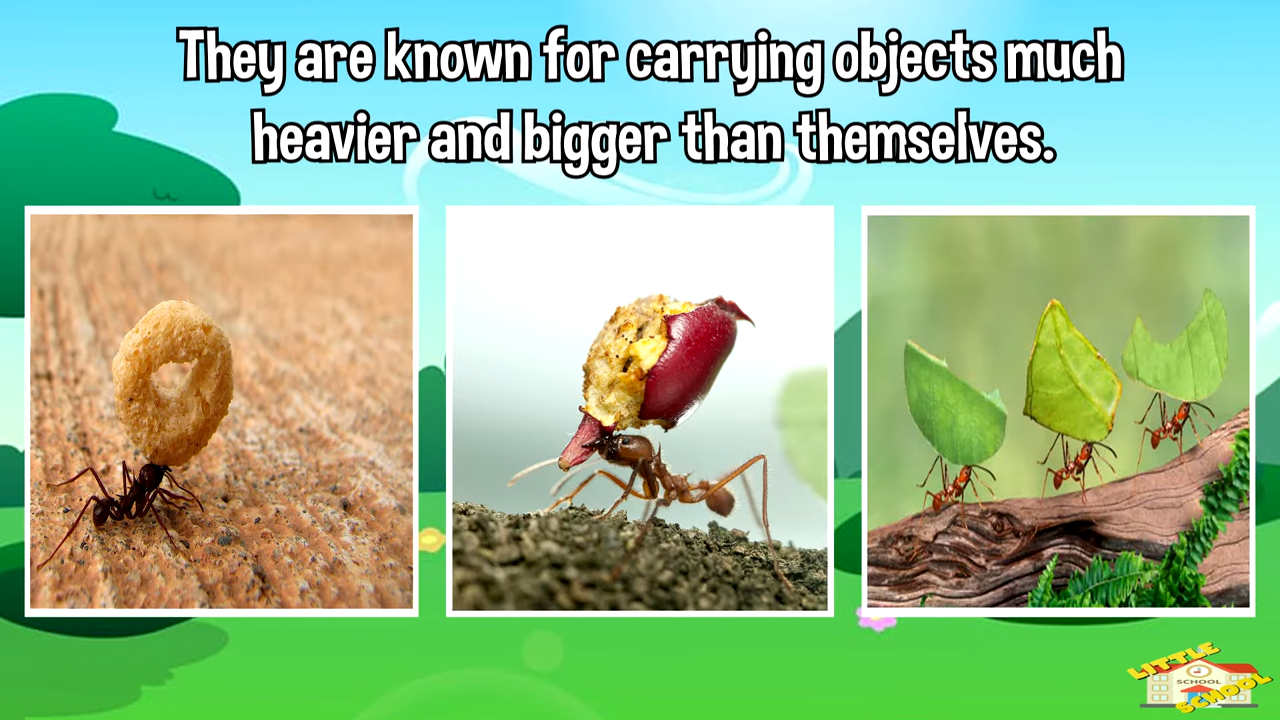 They are known for carrying objects much
heavier and bigger than themselves.
LITTLE
SCHOOL
SCHOOL